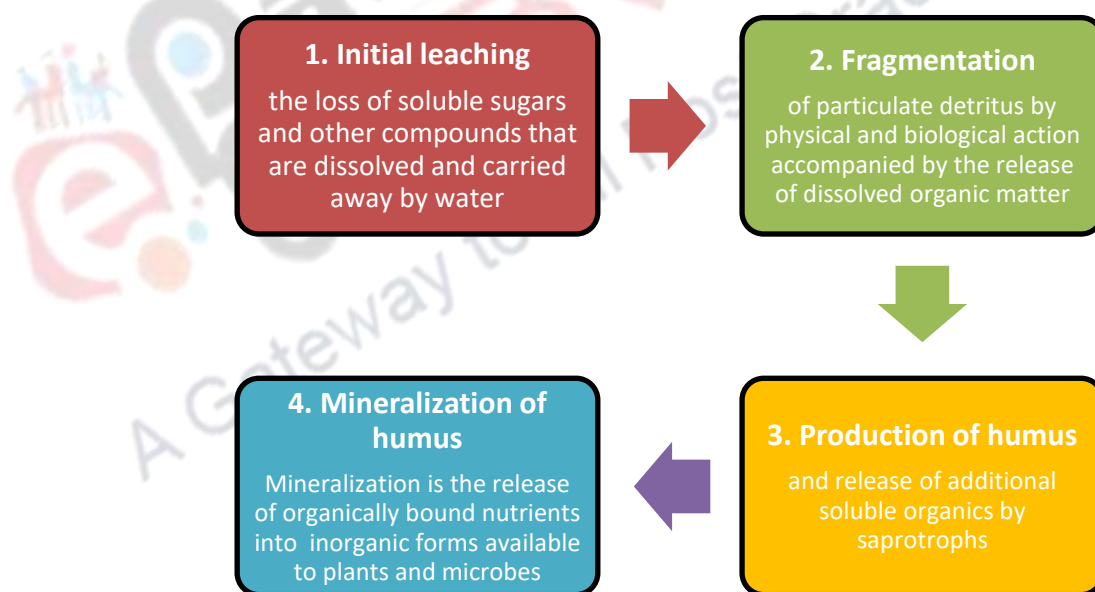 1. Initial leaching
the loss of soluble sugars
and other compounds that
are dissolved and carried
away by water
2. Fragmentation
of particulate detritus by
physical and biological action
accompanied by the release
of dissolved organic matter
3. Production of humus
and release of additional
soluble organics by
saprotrophs
4. Mineralization of
humus
Mineralization is the release
of organically bound nutrients
into inorganic forms available
to plants and microbes
A Gateway to